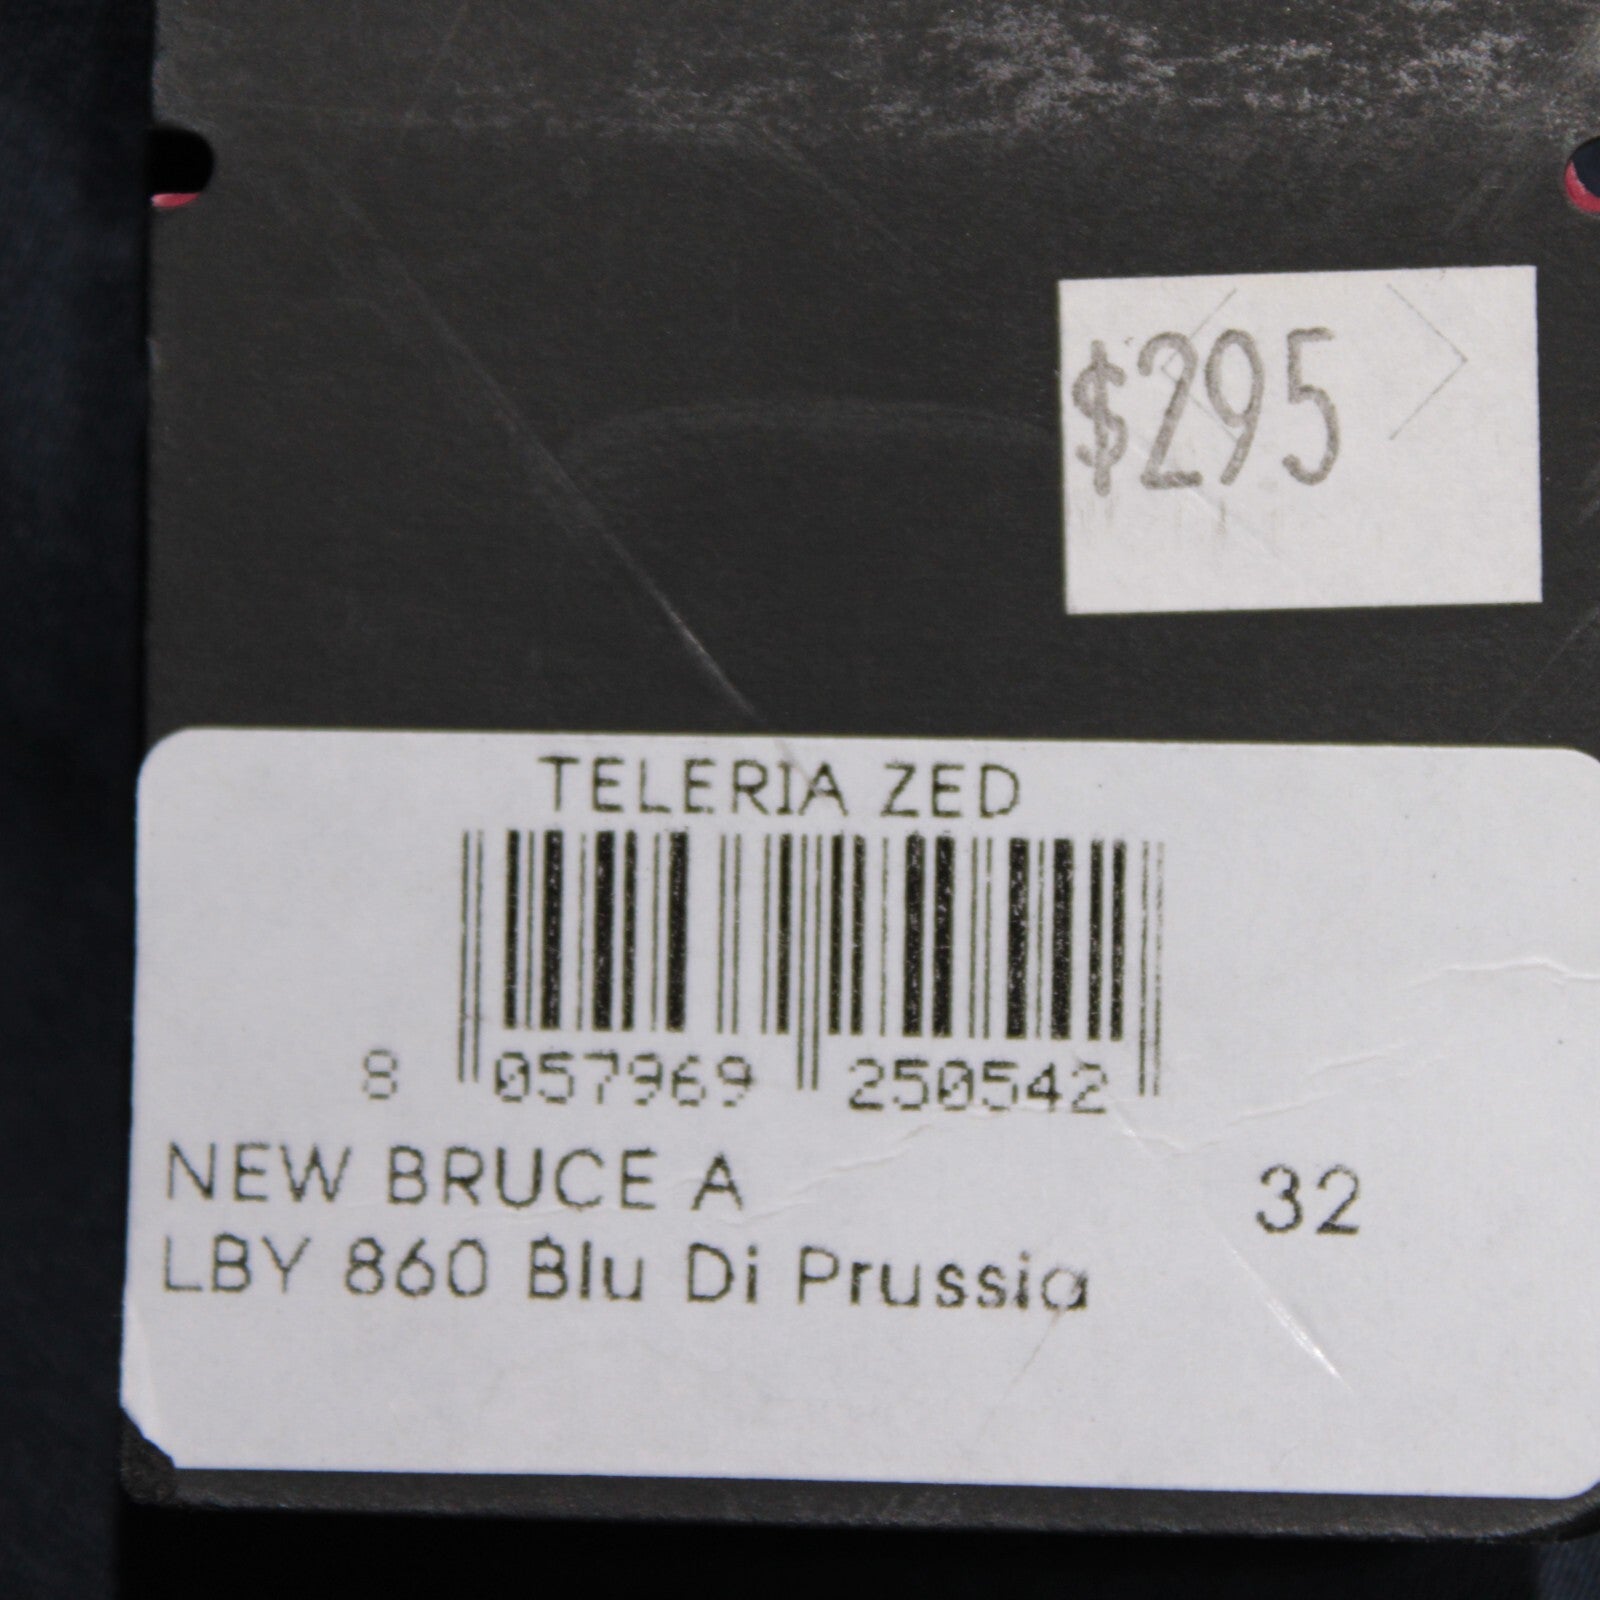 $295
TELERIA ZED
8 057969 250542
NEW BRUCE A 32
LBY 860 Blu Di Prussia